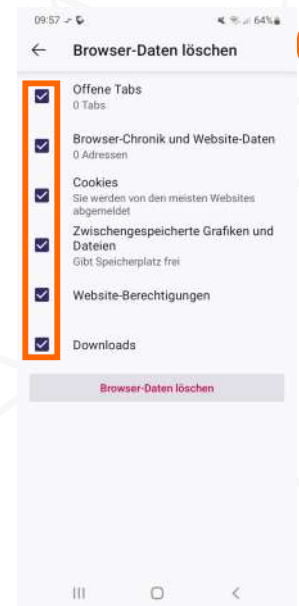 09:57 64%
Browser-Daten löschen
Offene Tabs
0 Tabs
Browser-Chronik und Website-Daten
0 Adressen
Cookies
Sie werden von den meisten Websites
abgemeldet
Zwischengespeicherte Grafiken und
Dateien
Gibt Speicherplatz frei
Website-Berechtigungen
Downloads
Browser-Daten löschen